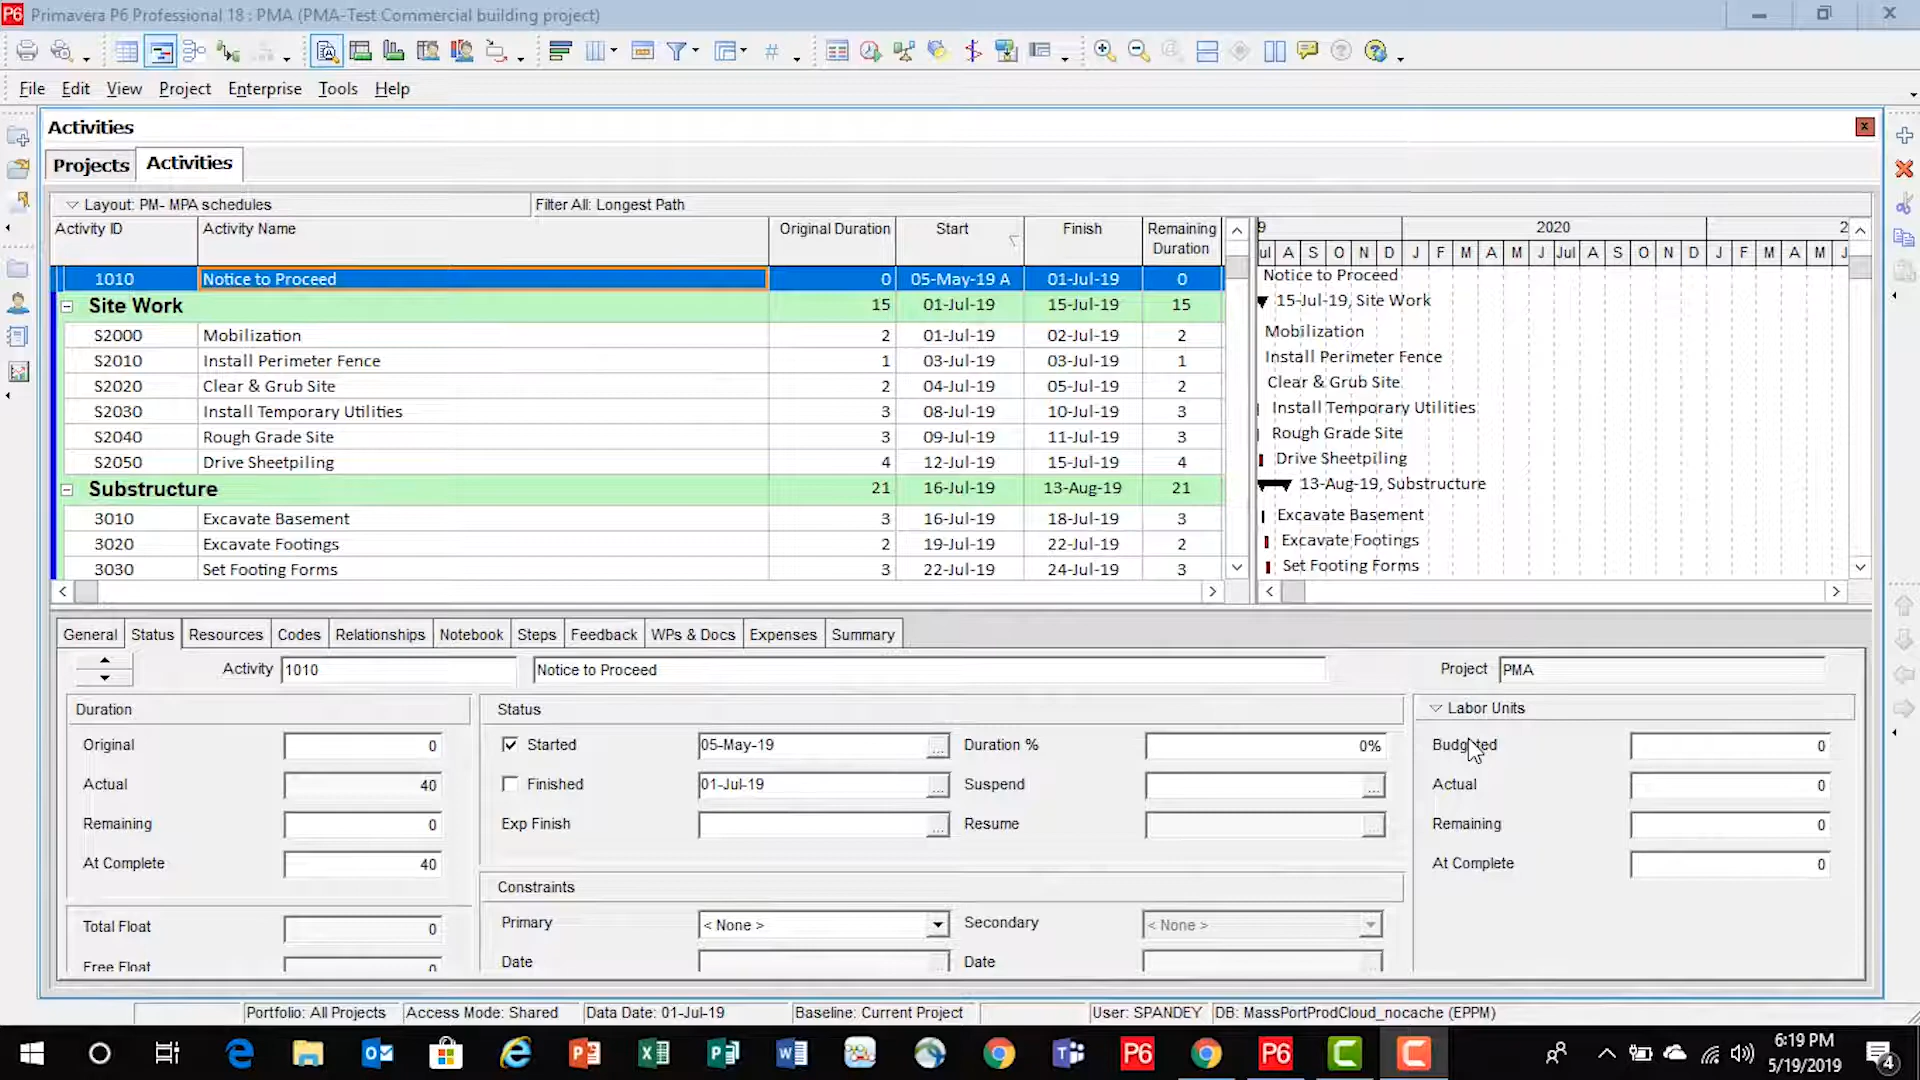 P6 Primavera P6 Professional 18 : PMA (PMA-Test Commercial building project)
File Edit View Project Enterprise Tools Help
Activities
Projects Activities
Layout: PM- MPA schedules Filter All: Longest Path
Activity ID Activity Name Original Duration Start Finish Remaining Duration
9 2020 2
ul A S O N D J F M A M J Jul A S O N D J F M A M J
1010 Notice to Proceed 0 05-May-19 A 01-Jul-19 0 Notice to Proceed
Site Work 15 01-Jul-19 15-Jul-19 15 15-Jul-19, Site Work
S2000 Mobilization 2 01-Jul-19 02-Jul-19 2 Mobilization
S2010 Install Perimeter Fence 1 03-Jul-19 03-Jul-19 1 Install Perimeter Fence
S2020 Clear & Grub Site 2 04-Jul-19 05-Jul-19 2 Clear & Grub Site
S2030 Install Temporary Utilities 3 08-Jul-19 10-Jul-19 3 Install Temporary Utilities
S2040 Rough Grade Site 3 09-Jul-19 11-Jul-19 3 Rough Grade Site
S2050 Drive Sheetpiling 4 12-Jul-19 15-Jul-19 4 Drive Sheetpiling
Substructure 21 16-Jul-19 13-Aug-19 21 13-Aug-19, Substructure
3010 Excavate Basement 3 16-Jul-19 18-Jul-19 3 Excavate Basement
3020 Excavate Footings 2 19-Jul-19 22-Jul-19 2 Excavate Footings
3030 Set Footing Forms 3 22-Jul-19 24-Jul-19 3 Set Footing Forms
General Status Resources Codes Relationships Notebook Steps Feedback WPs & Docs Expenses Summary
Activity 1010 Notice to Proceed Project PMA
Duration Status Labor Units
Original 0 Started 05-May-19 ... Duration % 0% Budgeted 0
Actual 40 Finished 01-Jul-19 ... Suspend ... Actual 0
Remaining 0 Exp Finish ... Resume ... Remaining 0
At Complete 40 At Complete 0
Constraints
Total Float 0 Primary < None > Secondary < None >
Free Float 0 Date ... Date ...
Portfolio: All Projects Access Mode: Shared Data Date: 01-Jul-19 Baseline: Current Project User: SPANDEY DB: MassPortProdCloud_nocache (EPPM)
6:19 PM
5/19/2019
4